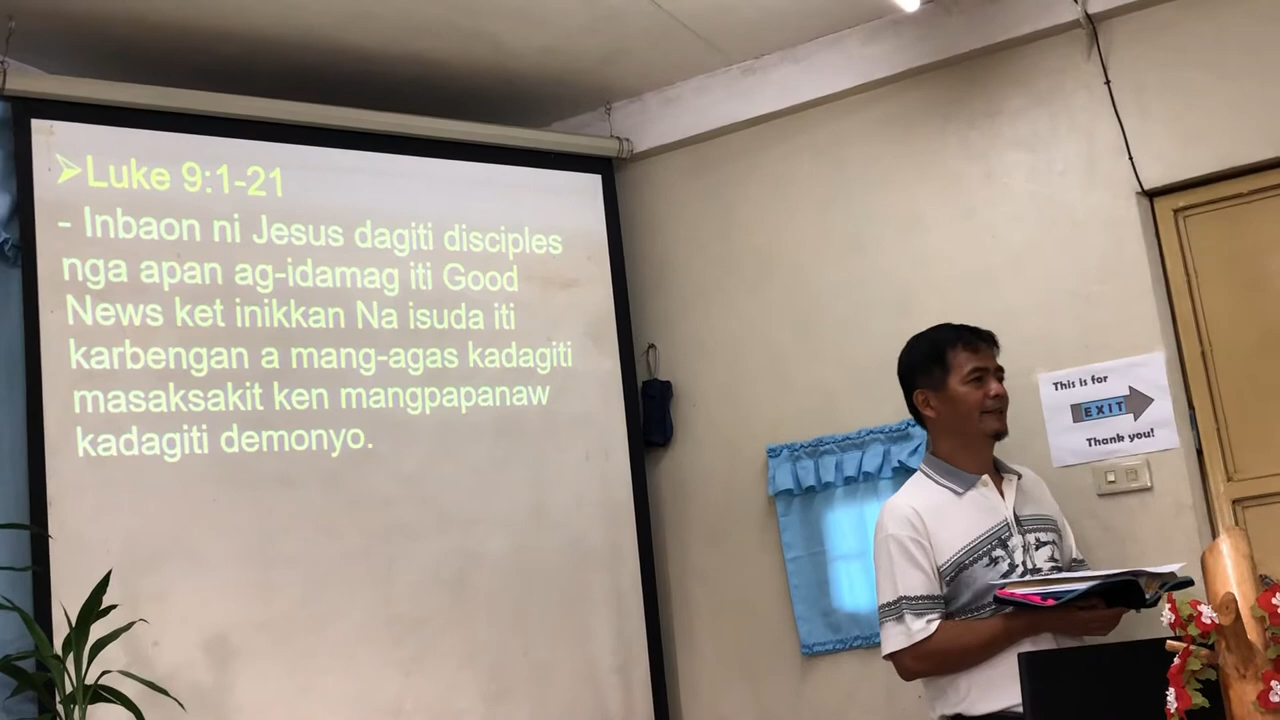 ➢Luke 9:1-21
- Inbaon ni Jesus dagiti disciples
nga apan ag-idamag iti Good
News ket inikkan Na isuda iti
karbengan a mang-agas kadagiti
masaksakit ken mangpapanaw
kadagiti demonyo.
This is for
EXIT
Thank you!